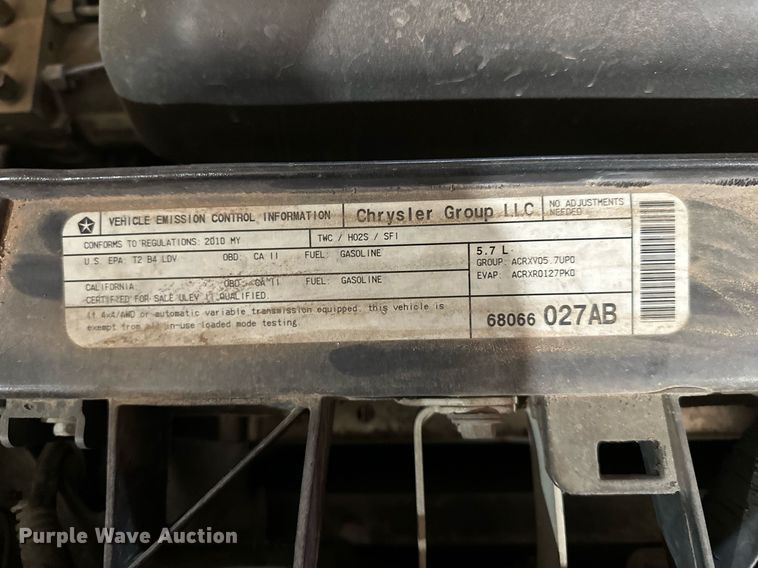 VEHICLE EMISSION CONTROL INFORMATION Chrysler Group LLC NO ADJUSTMENTS NEEDED
CONFORMS TO REGULATIONS: 2010 MY TWC / HO2S / SFI
U.S. EPA: T2 B4 LDV OBD: CA II FUEL: GASOLINE
5.7 L
GROUP: ACRXV05.7UP0
EVAP: ACRXR0127PK0
CALIFORNIA: OBD: CA II FUEL: GASOLINE
CERTIFIED FOR SALE ULEV II QUALIFIED.
if 4x4/AWD or automatic variable transmission equipped, this vehicle is
exempt from all in-use loaded mode testing.
68066 027AB
Purple Wave Auction